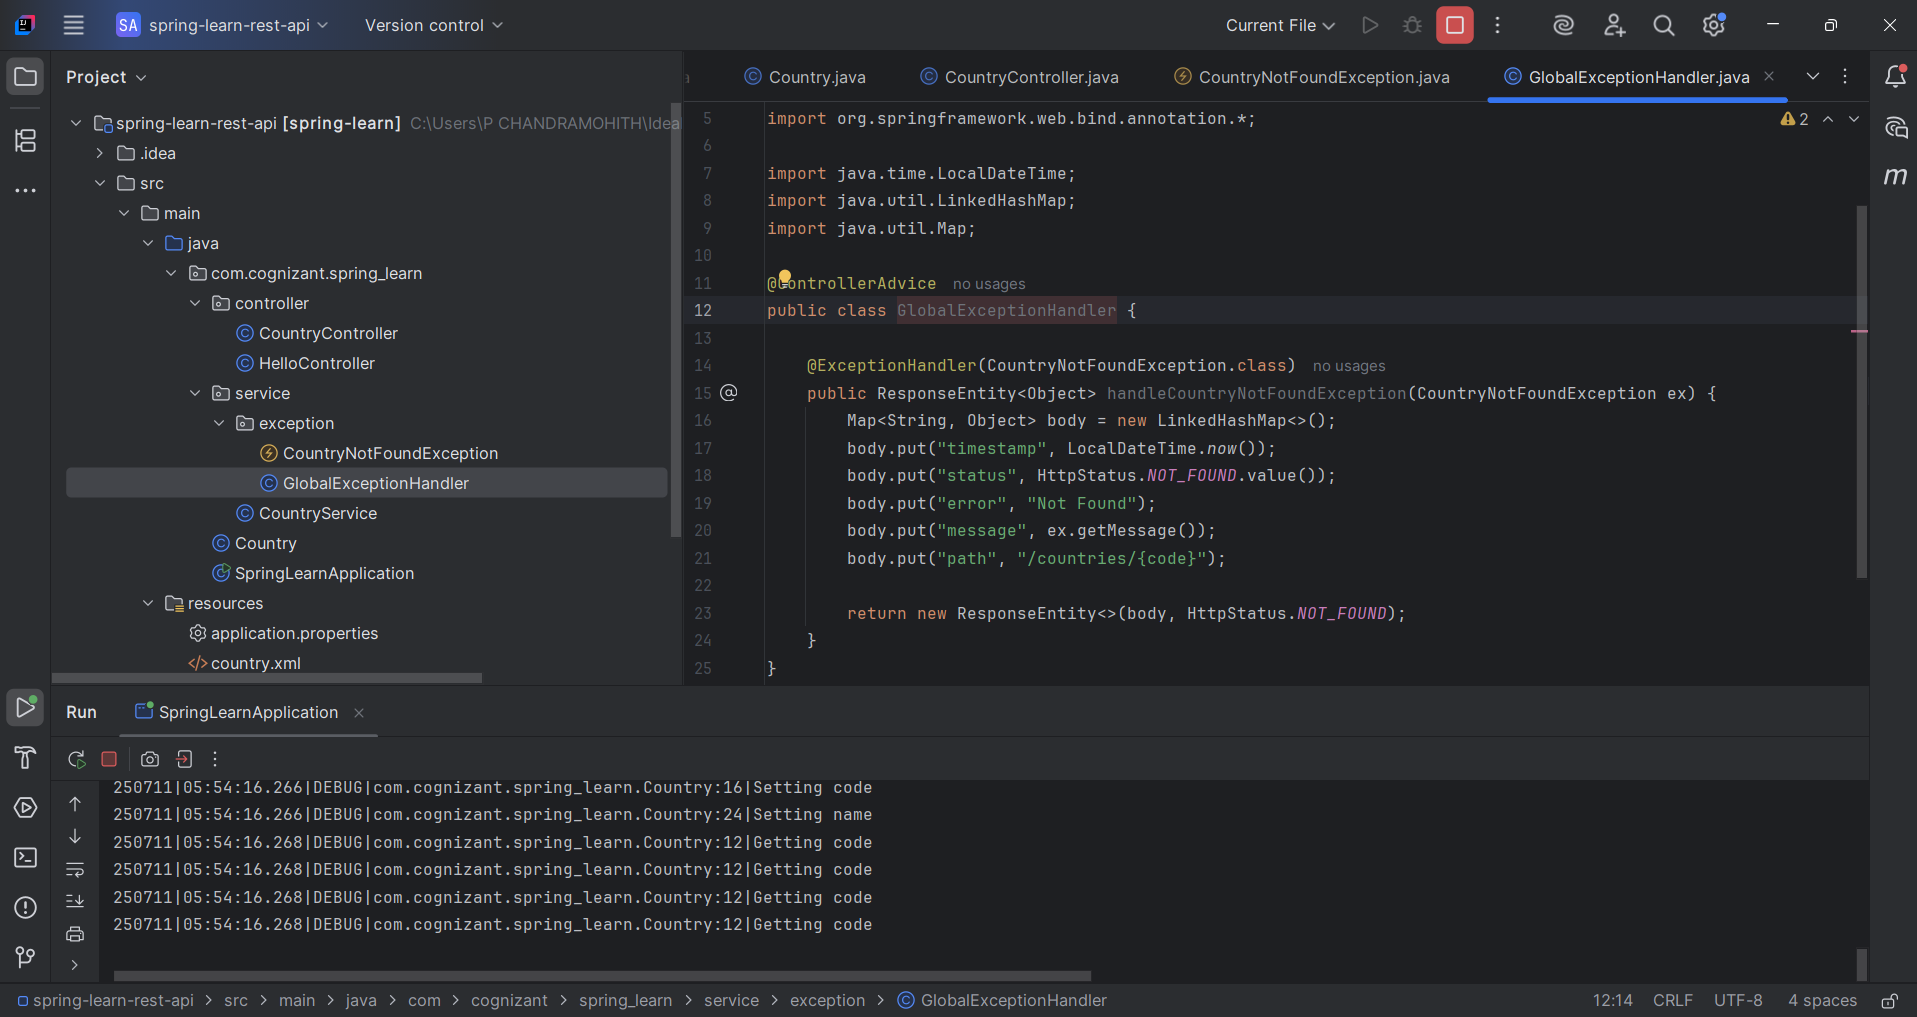 SA spring-learn-rest-api Version control Current File
Project
Country.java CountryController.java CountryNotFoundException.java GlobalExceptionHandler.java
spring-learn-rest-api [spring-learn] C:\Users\P CHANDRAMOHITH\Idea
.idea
src
main
java
com.cognizant.spring_learn
controller
CountryController
HelloController
service
exception
CountryNotFoundException
GlobalExceptionHandler
CountryService
Country
SpringLearnApplication
resources
application.properties
country.xml
2
5 import org.springframework.web.bind.annotation.*;
6
7 import java.time.LocalDateTime;
8 import java.util.LinkedHashMap;
9 import java.util.Map;
10
11 @ControllerAdvice no usages
12 public class GlobalExceptionHandler {
13
14 @ExceptionHandler(CountryNotFoundException.class) no usages
15 public ResponseEntity<Object> handleCountryNotFoundException(CountryNotFoundException ex) {
16 Map<String, Object> body = new LinkedHashMap<>();
17 body.put("timestamp", LocalDateTime.now());
18 body.put("status", HttpStatus.NOT_FOUND.value());
19 body.put("error", "Not Found");
20 body.put("message", ex.getMessage());
21 body.put("path", "/countries/{code}");
22
23 return new ResponseEntity<>(body, HttpStatus.NOT_FOUND);
24 }
25 }
Run SpringLearnApplication
250711|05:54:16.266|DEBUG|com.cognizant.spring_learn.Country:16|Setting code
250711|05:54:16.266|DEBUG|com.cognizant.spring_learn.Country:24|Setting name
250711|05:54:16.268|DEBUG|com.cognizant.spring_learn.Country:12|Getting code
250711|05:54:16.268|DEBUG|com.cognizant.spring_learn.Country:12|Getting code
250711|05:54:16.268|DEBUG|com.cognizant.spring_learn.Country:12|Getting code
250711|05:54:16.268|DEBUG|com.cognizant.spring_learn.Country:12|Getting code
spring-learn-rest-api > src > main > java > com > cognizant > spring_learn > service > exception > GlobalExceptionHandler 12:14 CRLF UTF-8 4 spaces